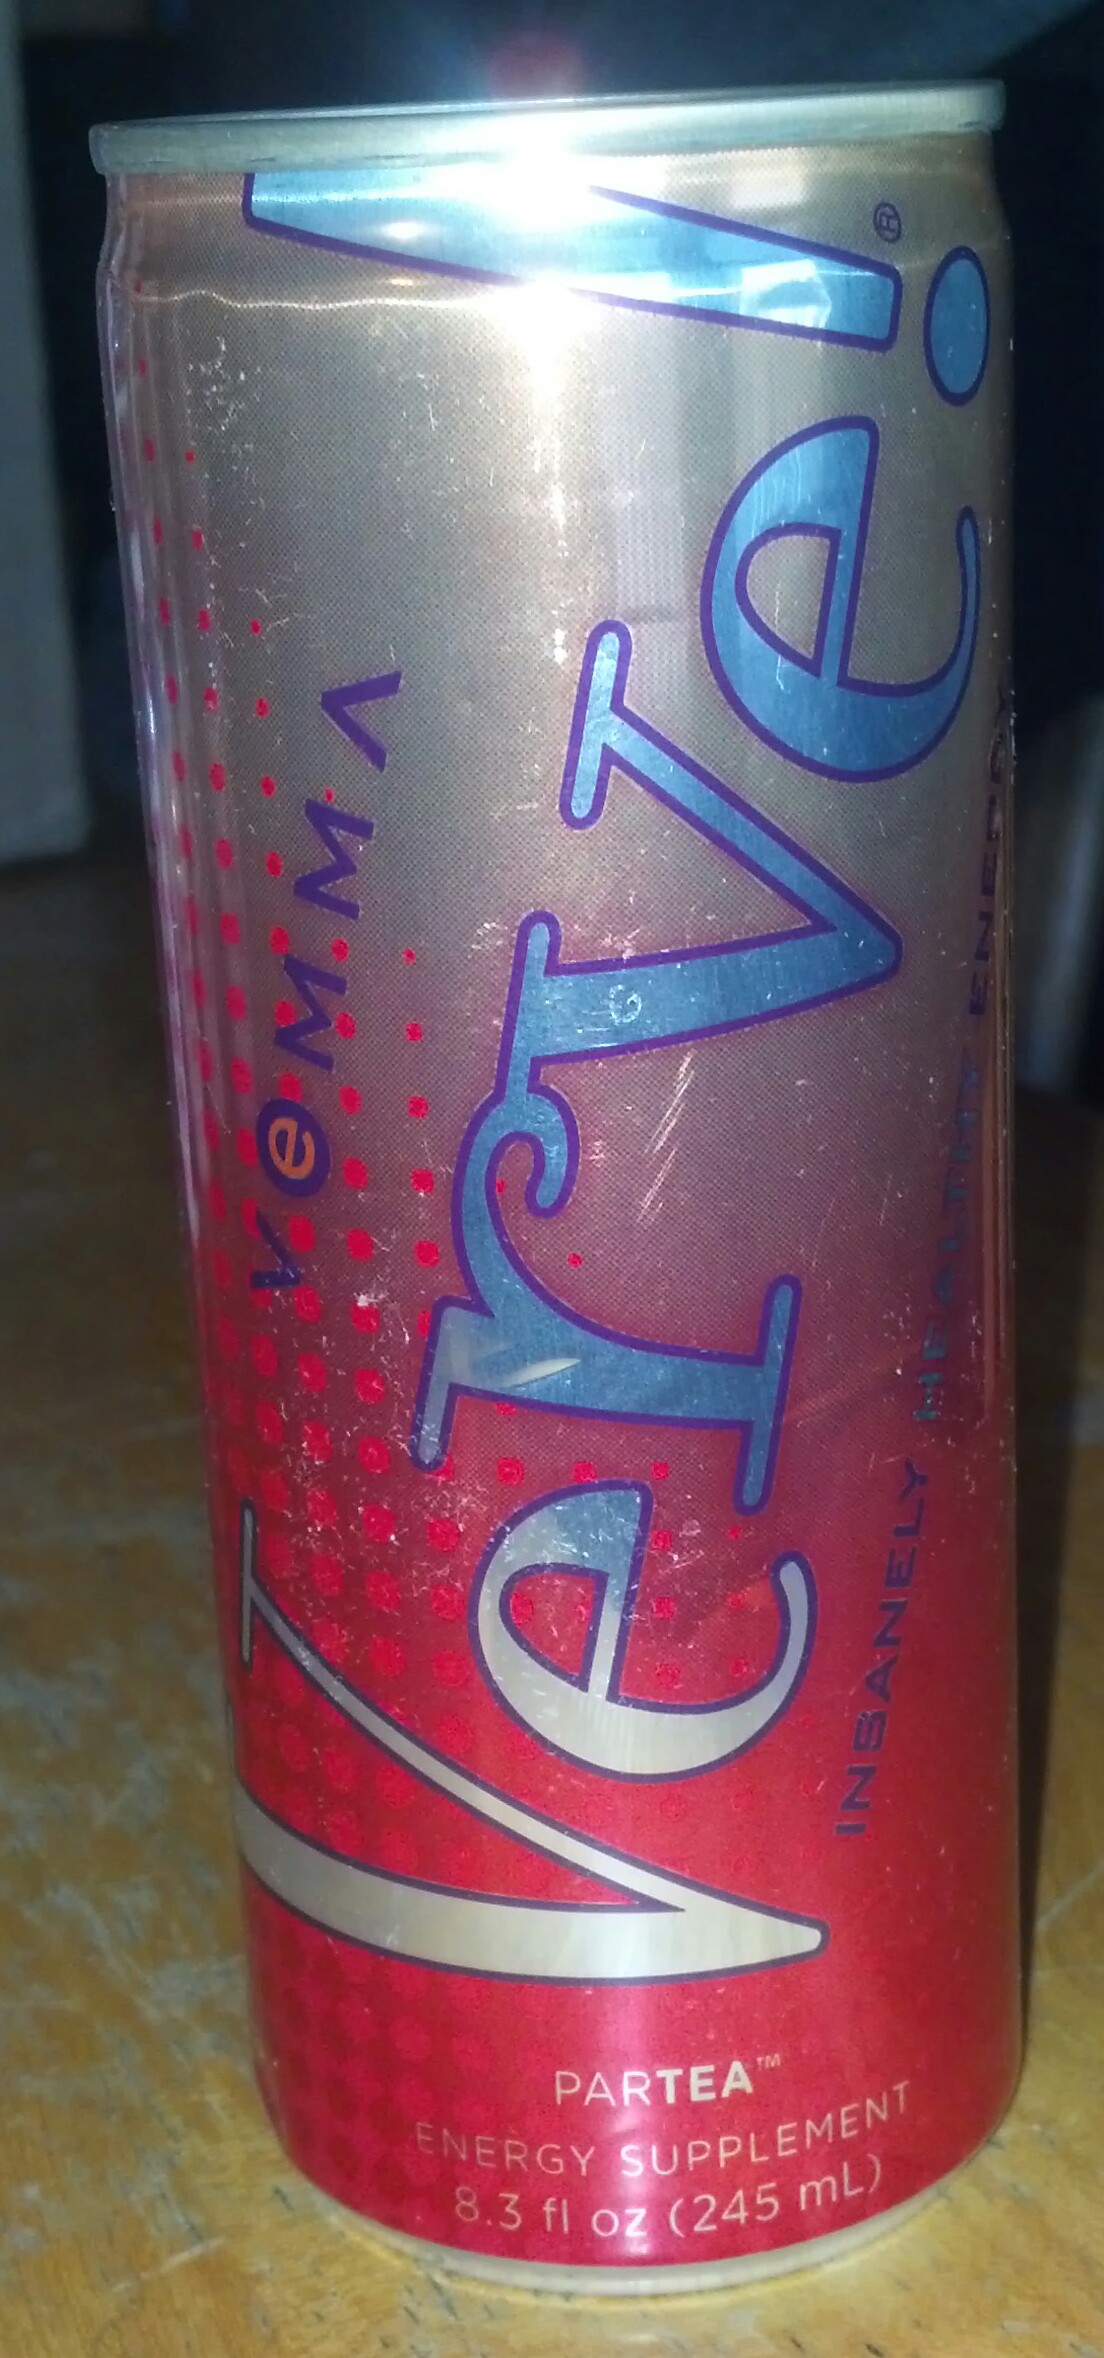 VeMMA
Verve!®
INSANELY HEALTHY ENERGY
PARTEA™
ENERGY SUPPLEMENT
8.3 fl oz (245 mL)